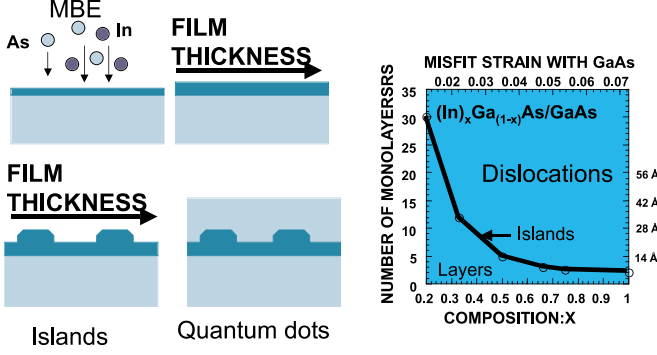 MBE
As
In
FILM
THICKNESS
FILM
THICKNESS
Islands
Quantum dots
MISFIT STRAIN WITH GaAs
0.02 0.03 0.04 0.05 0.06 0.07
NUMBER OF MONOLAYERSRS
35
30
25
20
15
10
5
0
(In)xGa(1-x)As/GaAs
Dislocations
Islands
Layers
56 Å
42 Å
28 Å
14 Å
0.2 0.3 0.4 0.5 0.6 0.7 0.8 0.9 1
COMPOSITION:X